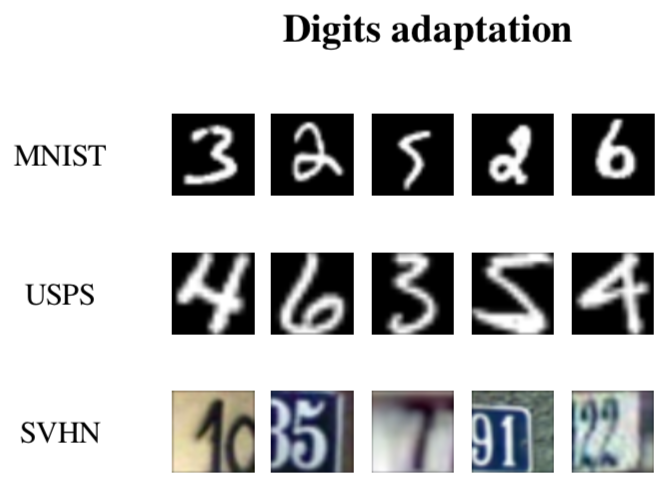 Digits adaptation
MNIST 3 2 5 2 6
USPS 4 6 3 5 4
SVHN 10 35 7 91 22